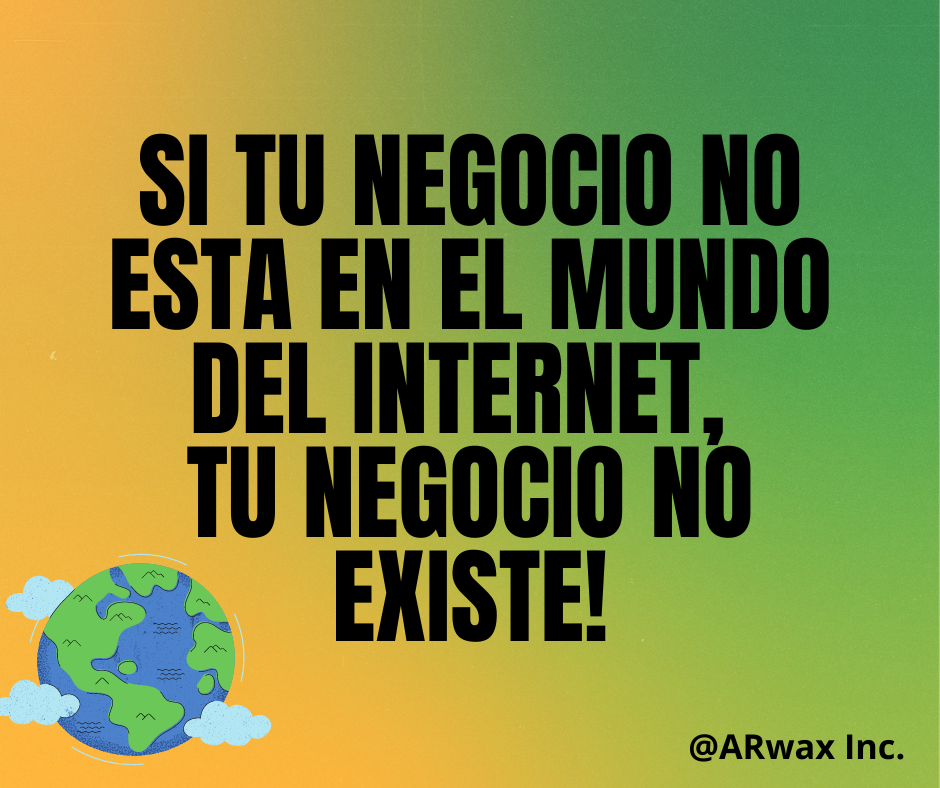 SI TU NEGOCIO NO
ESTA EN EL MUNDO
DEL INTERNET,
TU NEGOCIO NO
EXISTE!
@ARwax Inc.